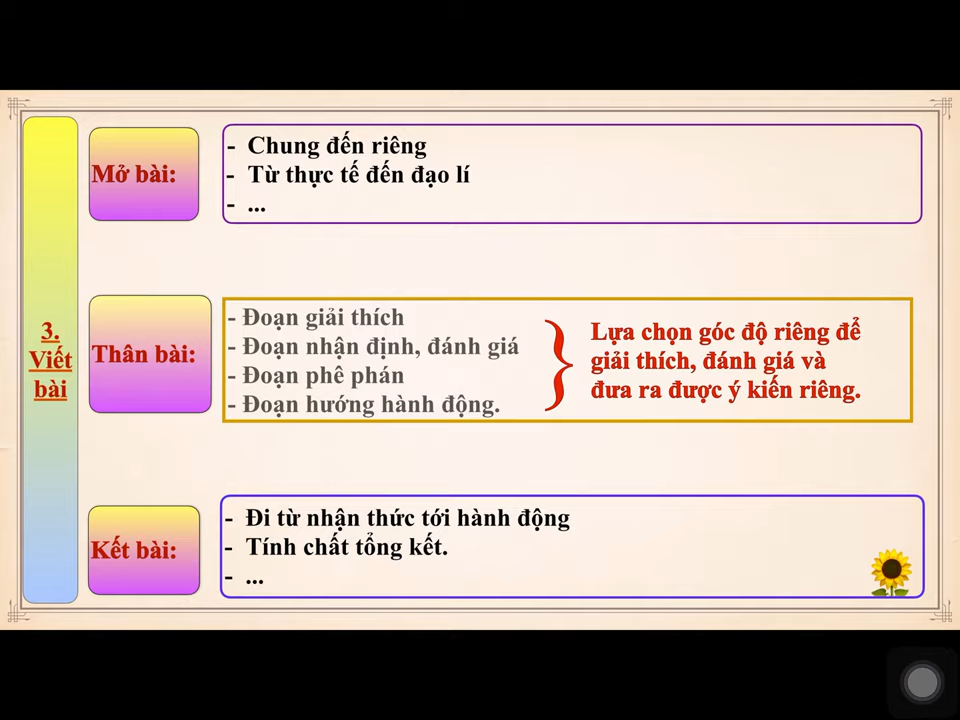 3.
Viết
bài
Mở bài:
- Chung đến riêng
- Từ thực tế đến đạo lí
- ...
Thân bài:
- Đoạn giải thích
- Đoạn nhận định, đánh giá
- Đoạn phê phán
- Đoạn hướng hành động.
Lựa chọn góc độ riêng để
giải thích, đánh giá và
đưa ra được ý kiến riêng.
Kết bài:
- Đi từ nhận thức tới hành động
- Tính chất tổng kết.
- ...